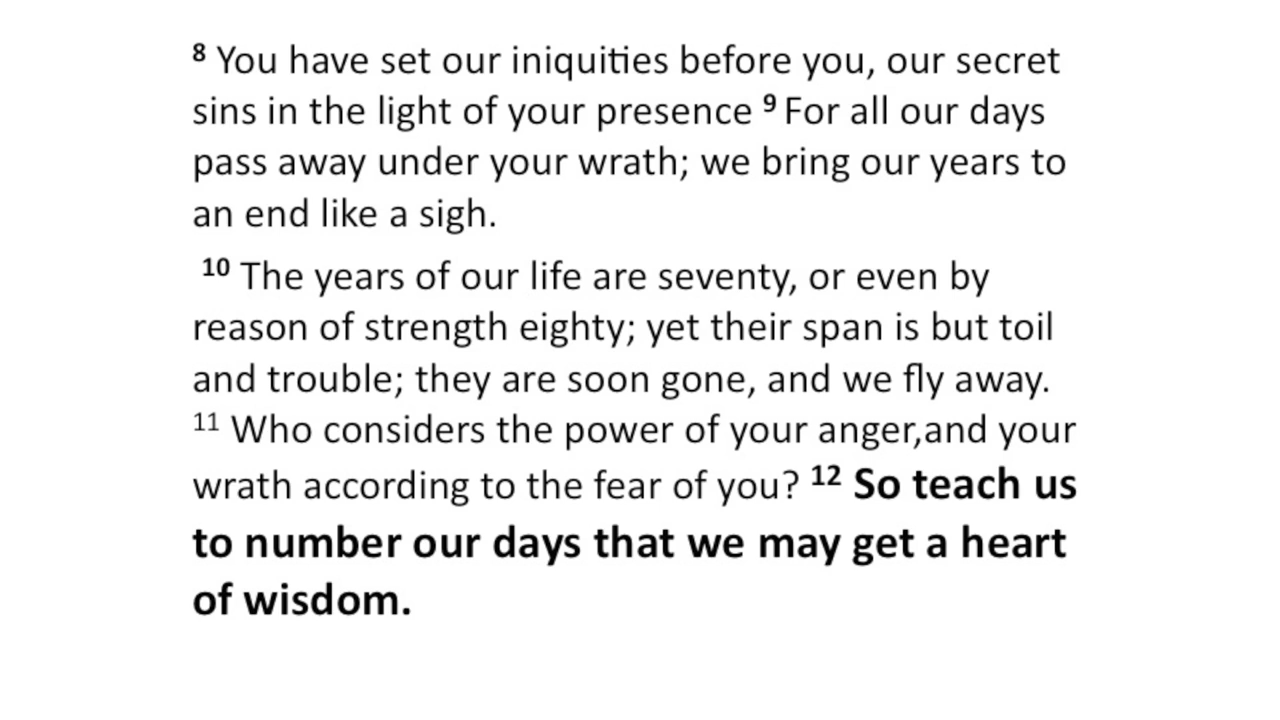 8 You have set our iniquities before you, our secret
sins in the light of your presence 9 For all our days
pass away under your wrath; we bring our years to
an end like a sigh.
10 The years of our life are seventy, or even by
reason of strength eighty; yet their span is but toil
and trouble; they are soon gone, and we fly away.
11 Who considers the power of your anger,and your
wrath according to the fear of you? 12 So teach us
to number our days that we may get a heart
of wisdom.